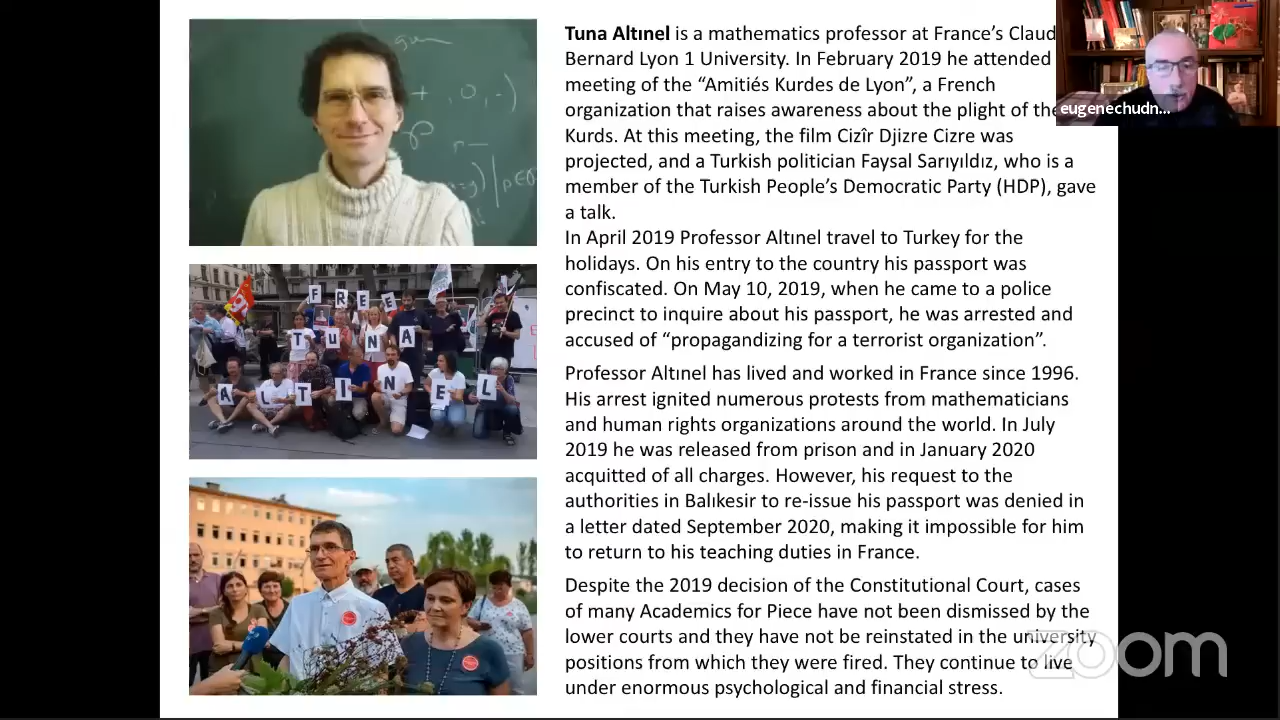 Tuna Altınel is a mathematics professor at France's Claud
Bernard Lyon 1 University. In February 2019 he attended
meeting of the "Amitiés Kurdes de Lyon", a French
organization that raises awareness about the plight of the
Kurds. At this meeting, the film Cizîr Djizre Cizre was
projected, and a Turkish politician Faysal Sarıyıldız, who is a
member of the Turkish People's Democratic Party (HDP), gave
a talk.
In April 2019 Professor Altınel travel to Turkey for the
holidays. On his entry to the country his passport was
confiscated. On May 10, 2019, when he came to a police
precinct to inquire about his passport, he was arrested and
accused of "propagandizing for a terrorist organization".
Professor Altınel has lived and worked in France since 1996.
His arrest ignited numerous protests from mathematicians
and human rights organizations around the world. In July
2019 he was released from prison and in January 2020
acquitted of all charges. However, his request to the
authorities in Balıkesir to re-issue his passport was denied in
a letter dated September 2020, making it impossible for him
to return to his teaching duties in France.
Despite the 2019 decision of the Constitutional Court, cases
of many Academics for Piece have not been dismissed by the
lower courts and they have not be reinstated in the university
positions from which they were fired. They continue to live
under enormous psychological and financial stress.
FREE
TUNA
ALTINEL
eugenechudn...
zoom